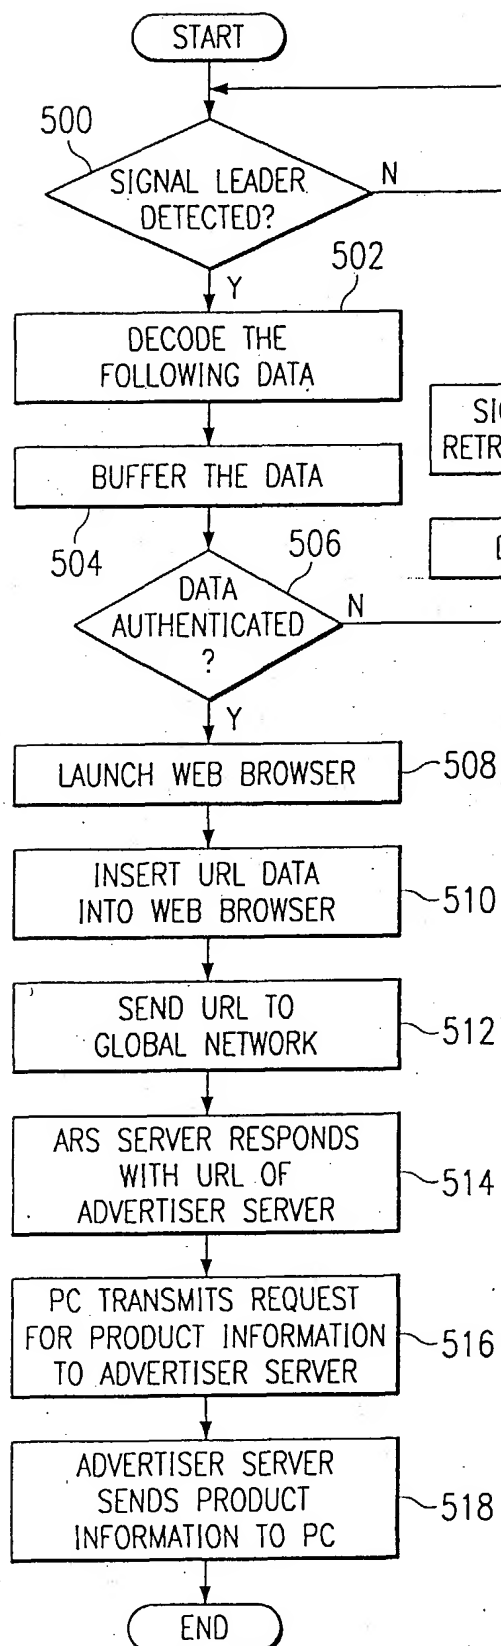 START
500
SIGNAL LEADER
DETECTED?
N
Y
502
DECODE THE
FOLLOWING DATA
BUFFER THE DATA
504
506
DATA
AUTHENTICATED
?
N
Y
LAUNCH WEB BROWSER
508
INSERT URL DATA
INTO WEB BROWSER
510
SEND URL TO
GLOBAL NETWORK
512
ARS SERVER RESPONDS
WITH URL OF
ADVERTISER SERVER
514
PC TRANSMITS REQUEST
FOR PRODUCT INFORMATION
TO ADVERTISER SERVER
516
ADVERTISER SERVER
SENDS PRODUCT
INFORMATION TO PC
518
END